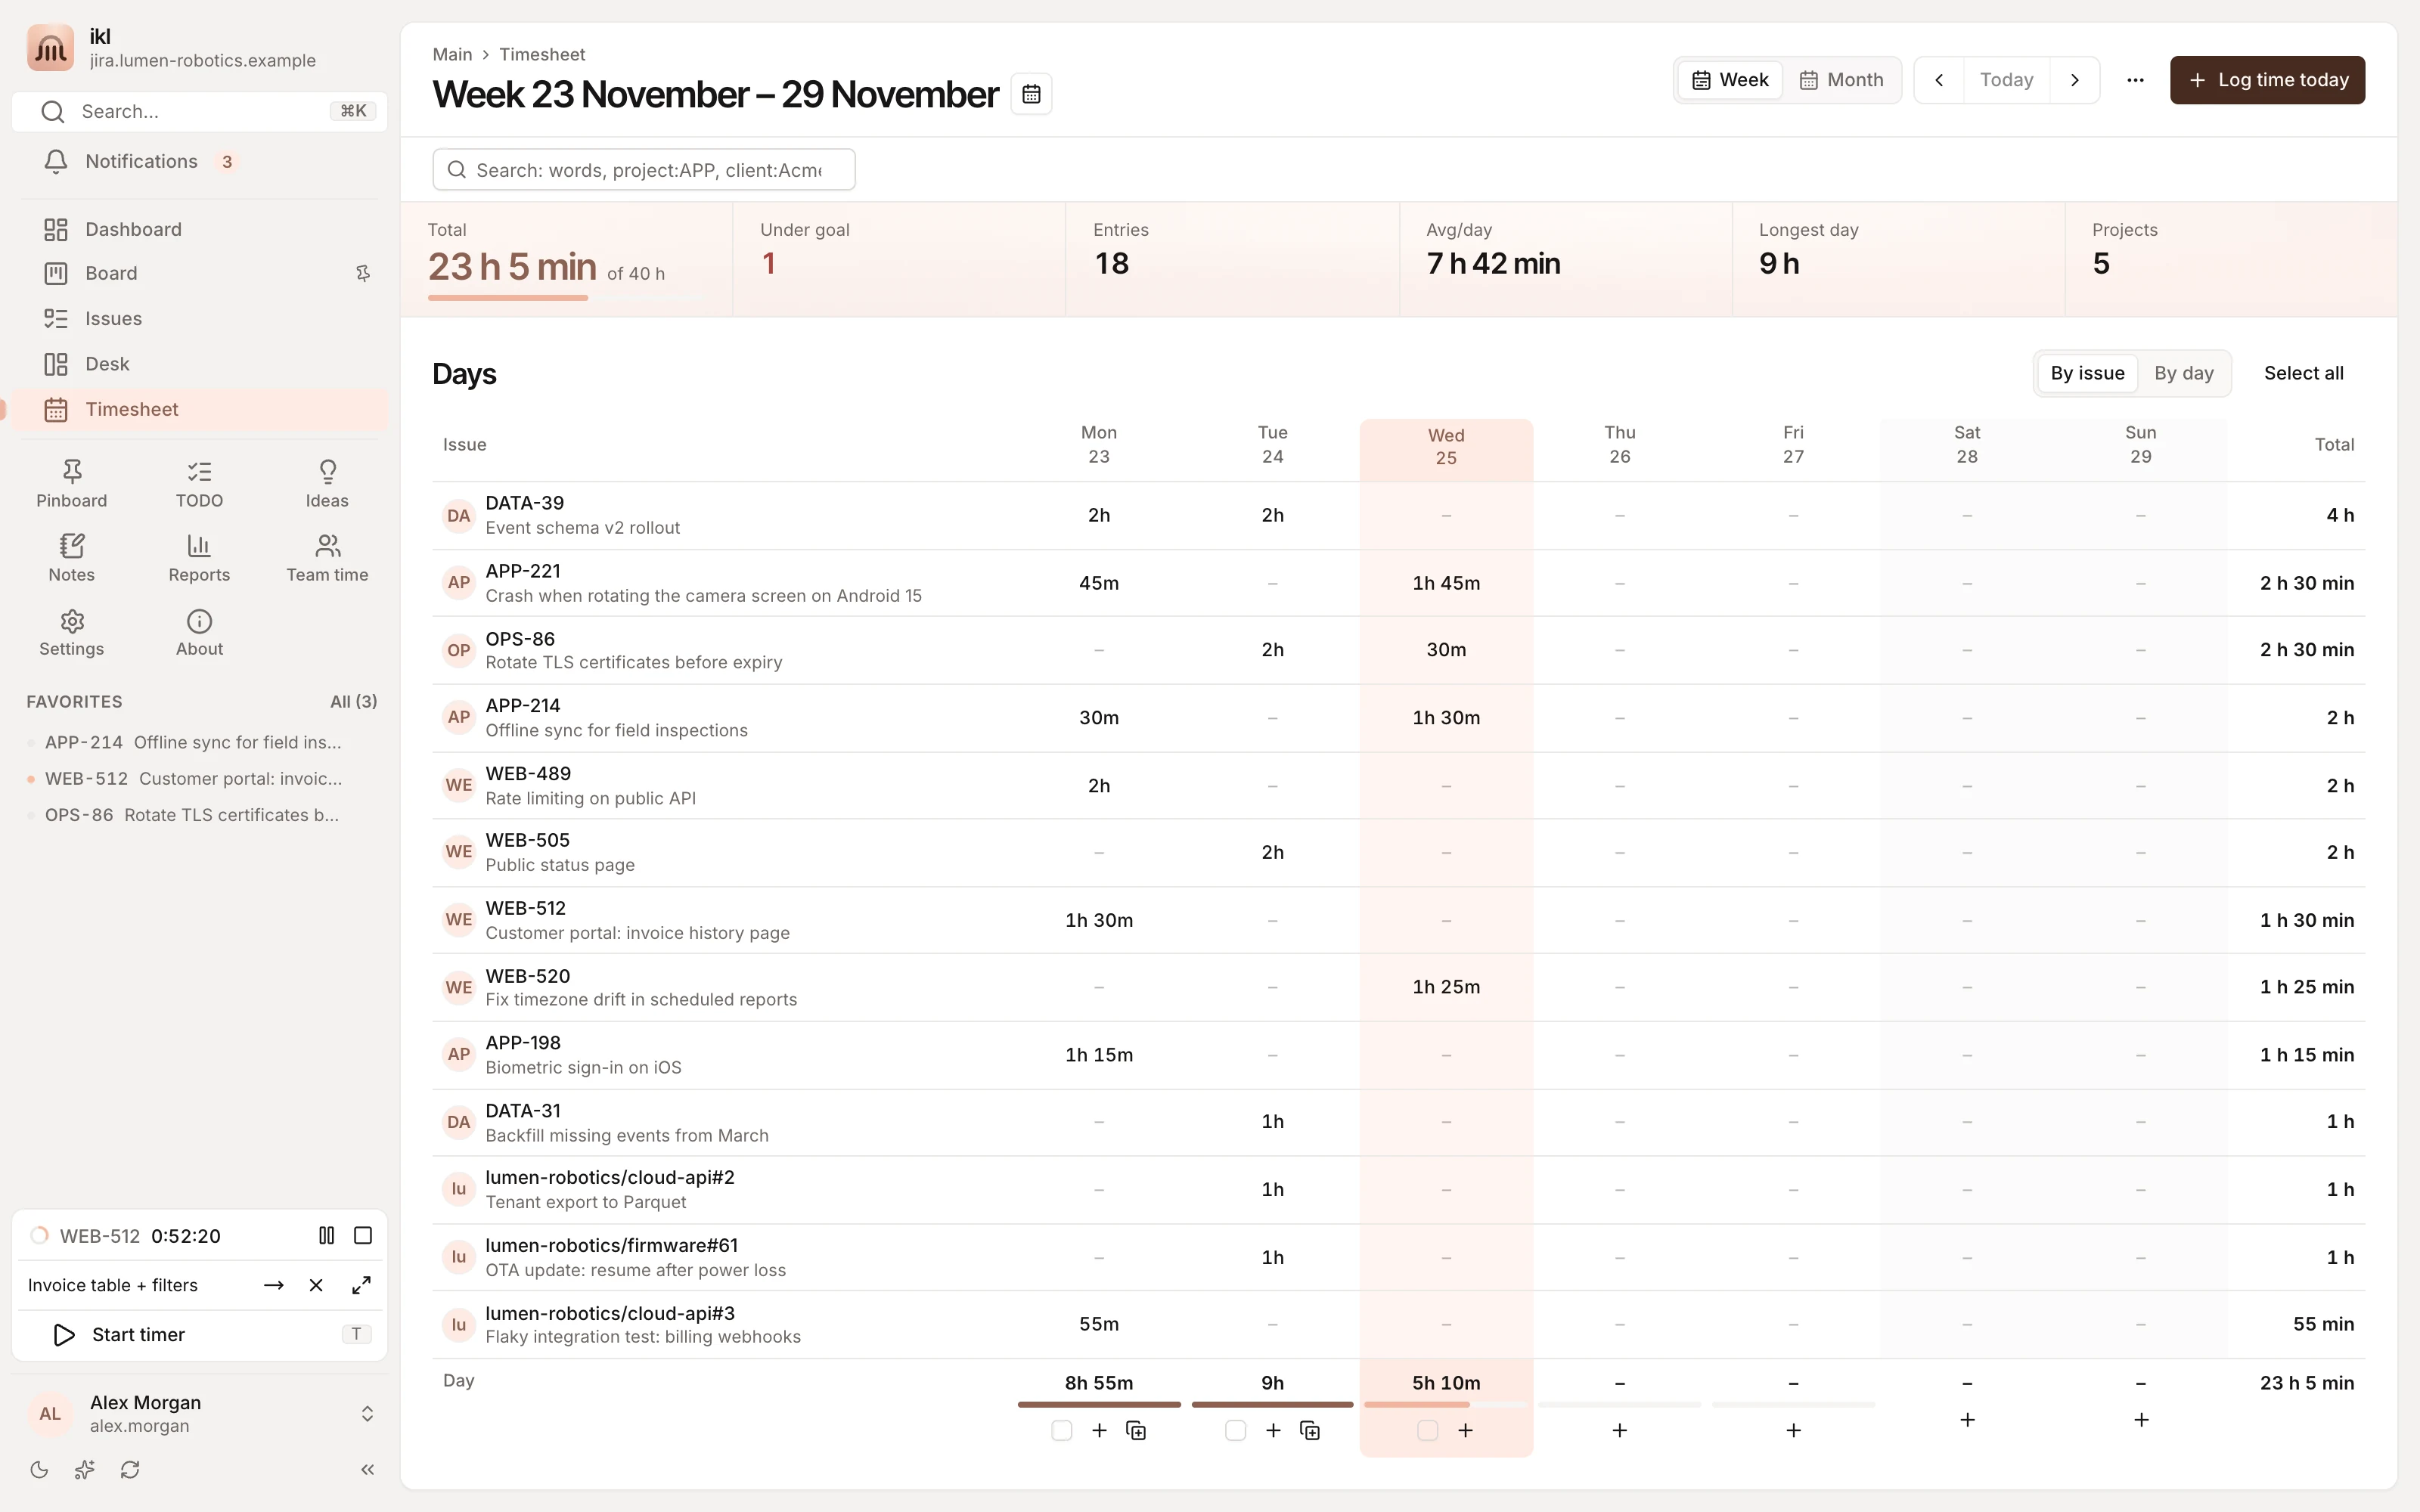 ikl
jira.lumen-robotics.example
Search... ⌘K
Notifications 3
Dashboard
Board
Issues
Desk
Timesheet
Pinboard TODO Ideas
Notes Reports Team time
Settings About
FAVORITES All (3)
APP-214 Offline sync for field ins...
WEB-512 Customer portal: invoic...
OPS-86 Rotate TLS certificates b...
WEB-512 0:52:20
Invoice table + filters
Start timer T
AL Alex Morgan
alex.morgan
Main > Timesheet
Week 23 November – 29 November
Week Month Today Log time today
Search: words, project:APP, client:Acme
Total Under goal Entries Avg/day Longest day Projects
23 h 5 min of 40 h 1 18 7 h 42 min 9 h 5
Days By issue By day Select all
Issue Mon Tue Wed Thu Fri Sat Sun Total
23 24 25 26 27 28 29
DA DATA-39 2h 2h – – – – – 4 h
Event schema v2 rollout
AP APP-221 45m – 1h 45m – – – – 2 h 30 min
Crash when rotating the camera screen on Android 15
OP OPS-86 – 2h 30m – – – – 2 h 30 min
Rotate TLS certificates before expiry
AP APP-214 30m – 1h 30m – – – – 2 h
Offline sync for field inspections
WE WEB-489 2h – – – – – – 2 h
Rate limiting on public API
WE WEB-505 – 2h – – – – – 2 h
Public status page
WE WEB-512 1h 30m – – – – – – 1 h 30 min
Customer portal: invoice history page
WE WEB-520 – – 1h 25m – – – – 1 h 25 min
Fix timezone drift in scheduled reports
AP APP-198 1h 15m – – – – – – 1 h 15 min
Biometric sign-in on iOS
DA DATA-31 – 1h – – – – – 1 h
Backfill missing events from March
lu lumen-robotics/cloud-api#2 – 1h – – – – – 1 h
Tenant export to Parquet
lu lumen-robotics/firmware#61 – 1h – – – – – 1 h
OTA update: resume after power loss
lu lumen-robotics/cloud-api#3 55m – – – – – – 55 min
Flaky integration test: billing webhooks
Day 8h 55m 9h 5h 10m – – – – 23 h 5 min